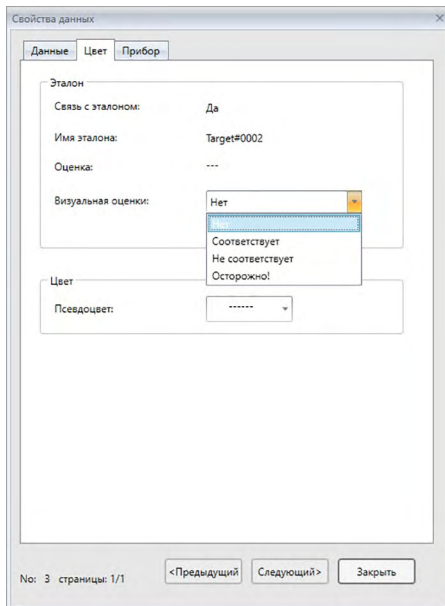 Свойства данных
Данные Цвет Прибор
Эталон
Связь с эталоном: Да
Имя эталона: Target#0002
Оценка: ---
Визуальная оценки: Нет
Нет
Соответствует
Не соответствует
Осторожно!
Цвет
Псевдоцвет: ------
No: 3 страницы: 1/1 <Предыдущий Следующий> Закрыть